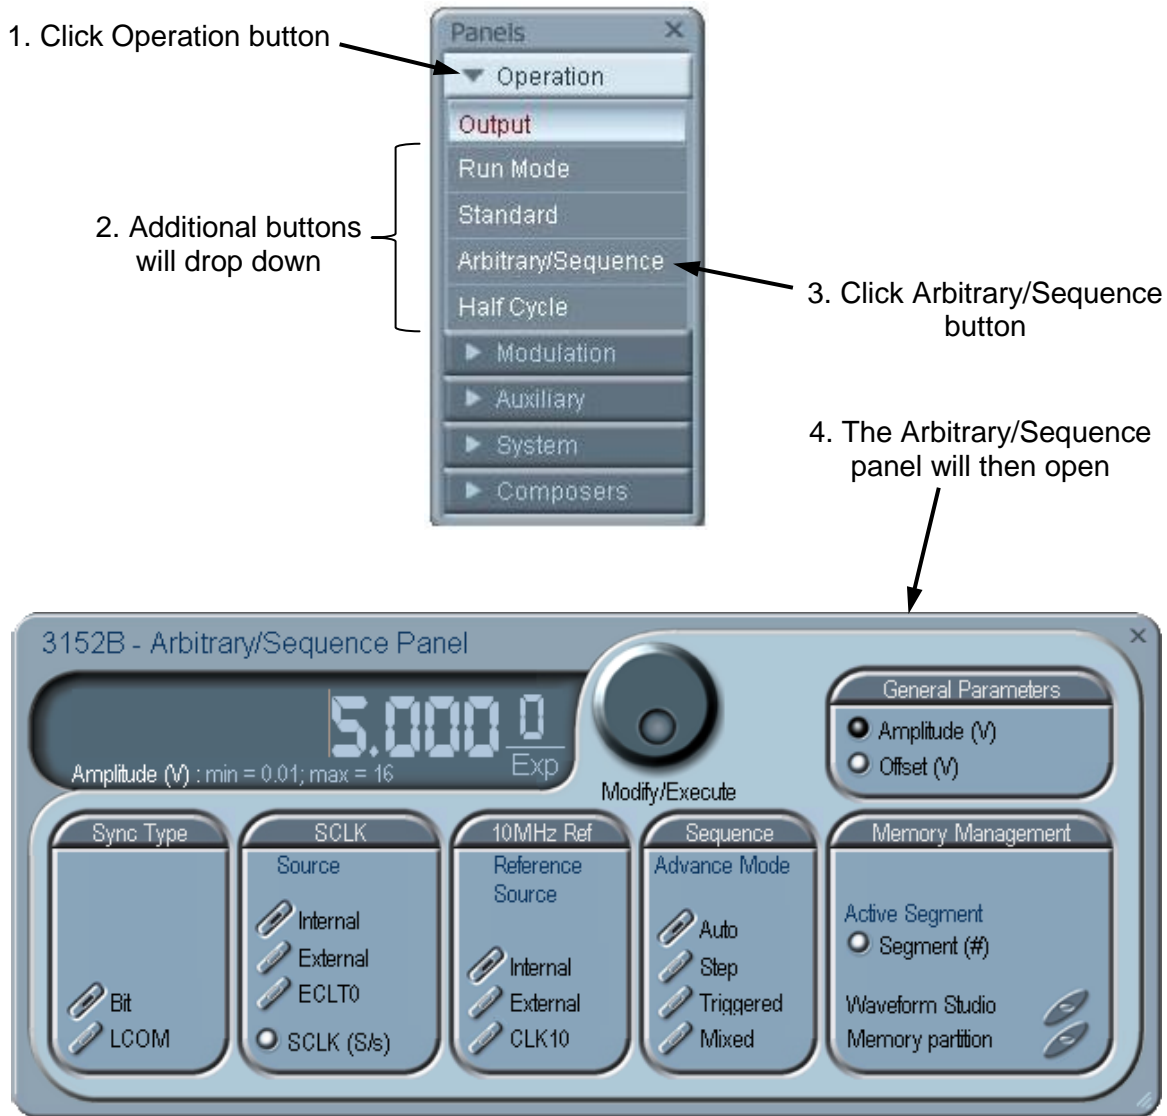 1. Click Operation button
Panels
Operation
Output
Run Mode
Standard
Arbitrary/Sequence
Half Cycle
Modulation
Auxiliary
System
Composers
2. Additional buttons
will drop down
3. Click Arbitrary/Sequence
button
4. The Arbitrary/Sequence
panel will then open
3152B - Arbitrary/Sequence Panel
5.000 0
Exp
Amplitude (V) : min = 0.01; max = 16
Modify/Execute
General Parameters
Amplitude (V)
Offset (V)
Sync Type
Bit
LCOM
SCLK
Source
Internal
External
ECLT0
SCLK (S/s)
10MHz Ref
Reference
Source
Internal
External
CLK10
Sequence
Advance Mode
Auto
Step
Triggered
Mixed
Memory Management
Active Segment
Segment (#)
Waveform Studio
Memory partition